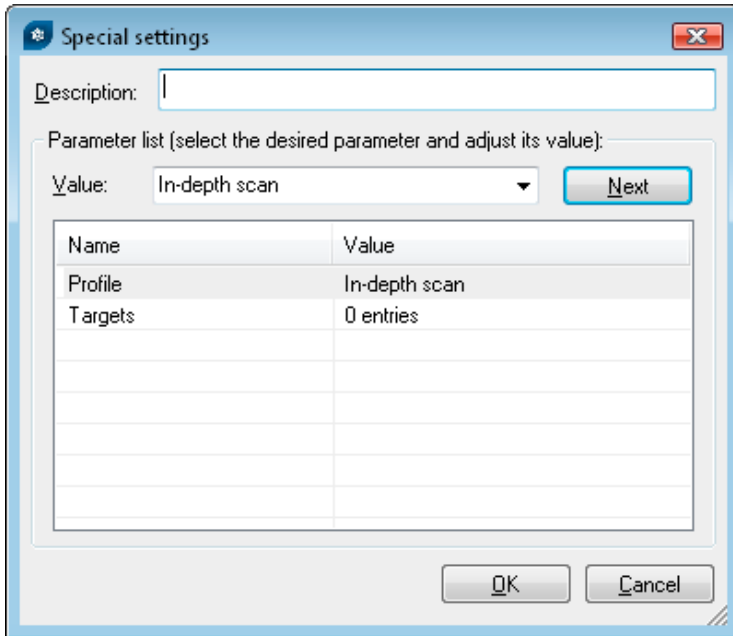 Special settings
Description:
Parameter list (select the desired parameter and adjust its value):
Value: In-depth scan Next
Name Value
Profile In-depth scan
Targets 0 entries
OK Cancel